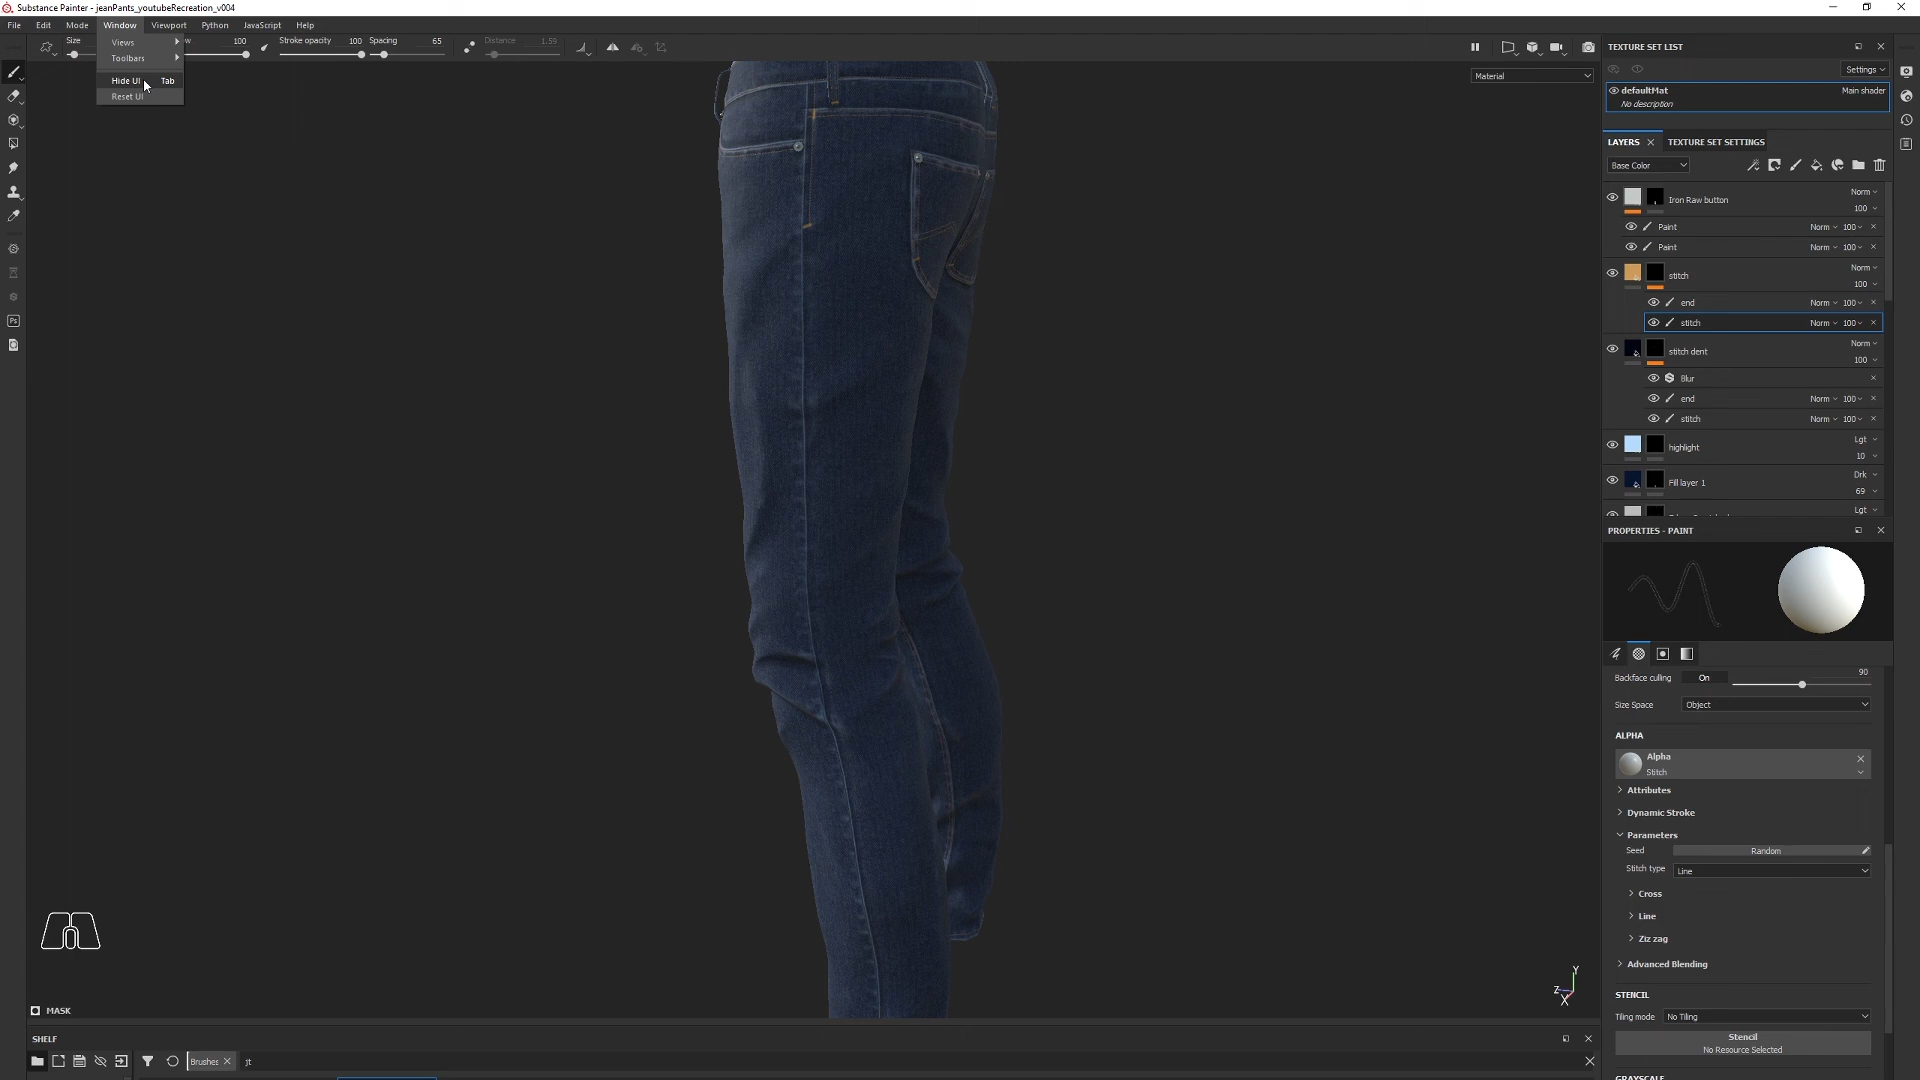 Substance Painter - jeanPants_youtubeRecreation_v004
File Edit Mode Window Viewport Python JavaScript Help
Size w 100 Stroke opacity 100 Spacing 65 Distance 1.59
Views
Toolbars
Hide UI Tab
Reset UI
Material
TEXTURE SET LIST
Settings
defaultMat Main shader
No description
LAYERS TEXTURE SET SETTINGS
Base Color
Iron Raw button Norm 100
Paint Norm 100
Paint Norm 100
stitch Norm 100
end Norm 100
stitch Norm 100
stitch dent Norm 100
Blur
end Norm 100
stitch Norm 100
highlight Lgt 10
Fill layer 1 Drk 69
Lgt
PROPERTIES - PAINT
Backface culling On 90
Size Space Object
ALPHA
Alpha
Stitch
Attributes
Dynamic Stroke
Parameters
Seed Random
Stitch type Line
Cross
Line
Ziz zag
Advanced Blending
STENCIL
Tiling mode No Tiling
Stencil
No Resource Selected
GRAYSCALE
Y
Z
X
MASK
SHELF
Ps
Brushes jt